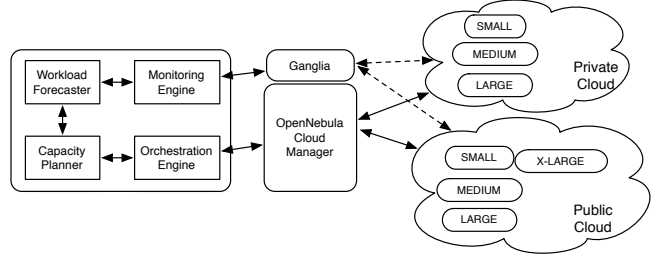 Workload
Forecaster
Monitoring
Engine
Capacity
Planner
Orchestration
Engine
Ganglia
OpenNebula
Cloud
Manager
SMALL
MEDIUM
LARGE
Private
Cloud
SMALL
X-LARGE
MEDIUM
LARGE
Public
Cloud